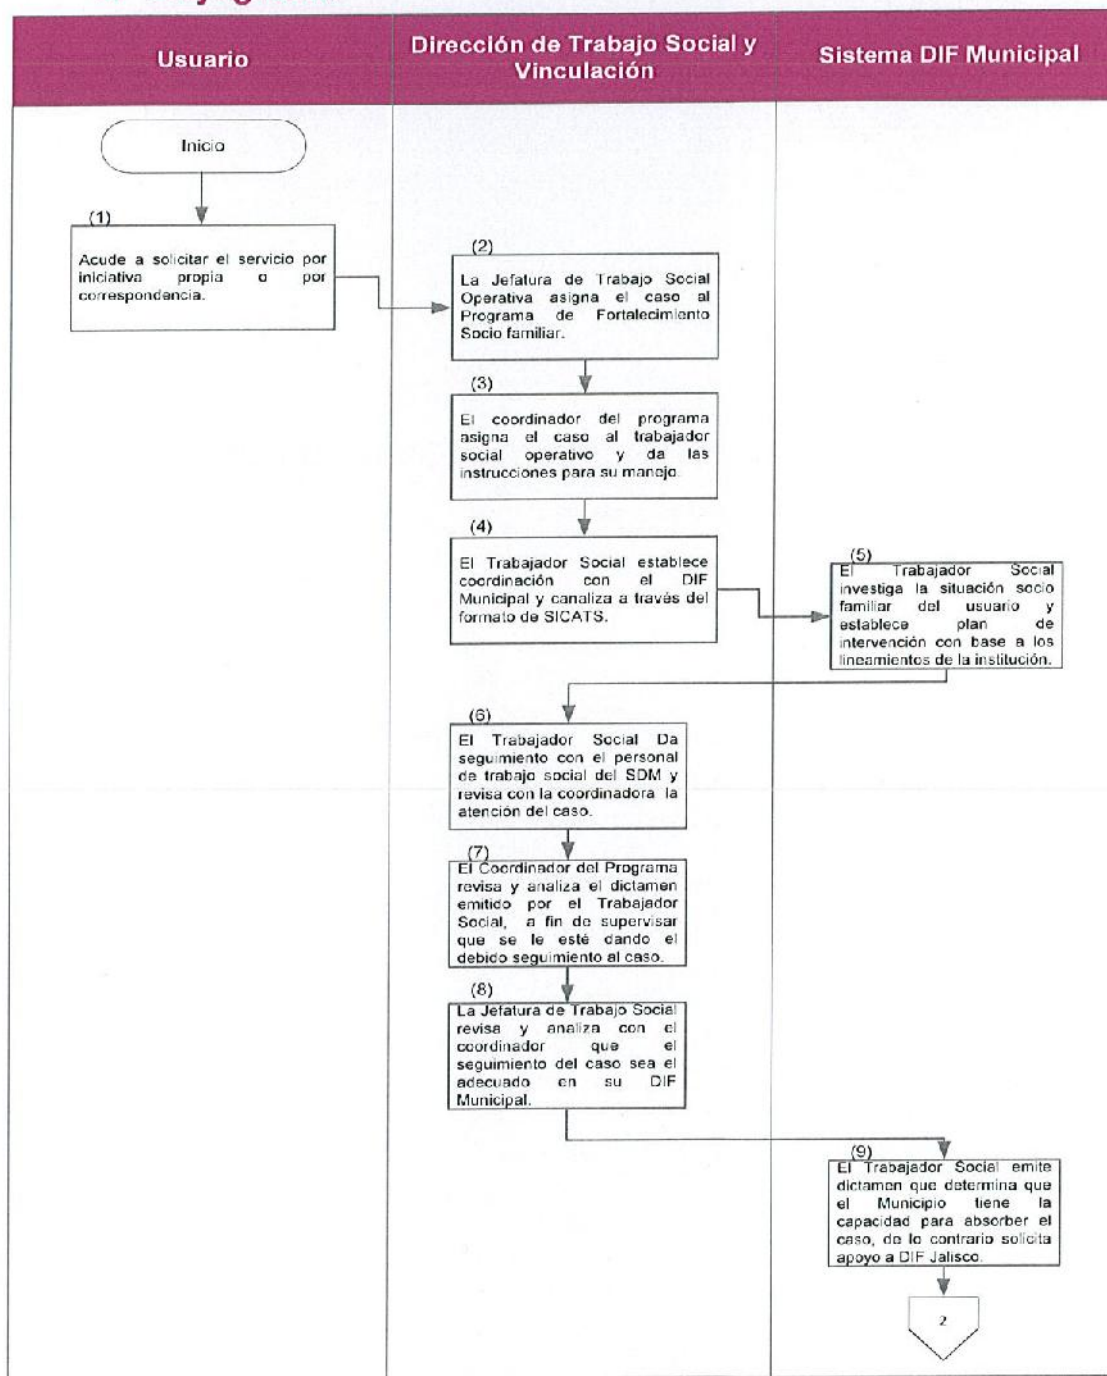 Usuario
Dirección de Trabajo Social y
Vinculación
Sistema DIF Municipal
Inicio
(1)
Acude a solicitar el servicio por
iniciativa propia o por
correspondencia.
(2)
La Jefatura de Trabajo Social
Operativa asigna el caso al
Programa de Fortalecimiento
Socio familiar.
(3)
El coordinador del programa
asigna el caso al trabajador
social operativo y da las
instrucciones para su manejo.
(4)
El Trabajador Social establece
coordinación con el DIF
Municipal y canaliza a través del
formato de SICATS.
(5)
El Trabajador Social
investiga la situación socio
familiar del usuario y
establece plan de
intervención con base a los
lineamientos de la institución.
(6)
El Trabajador Social Da
seguimiento con el personal
de trabajo social del SDM y
revisa con la coordinadora la
atención del caso.
(7)
El Coordinador del Programa
revisa y analiza el dictamen
emitido por el Trabajador
Social, a fin de supervisar
que se le esté dando el
debido seguimiento al caso.
(8)
La Jefatura de Trabajo Social
revisa y analiza con el
coordinador que el
seguimiento del caso sea el
adecuado en su DIF
Municipal.
(9)
El Trabajador Social emite
dictamen que determina que
el Municipio tiene la
capacidad para absorber el
caso, de lo contrario solicita
apoyo a DIF Jalisco.
2